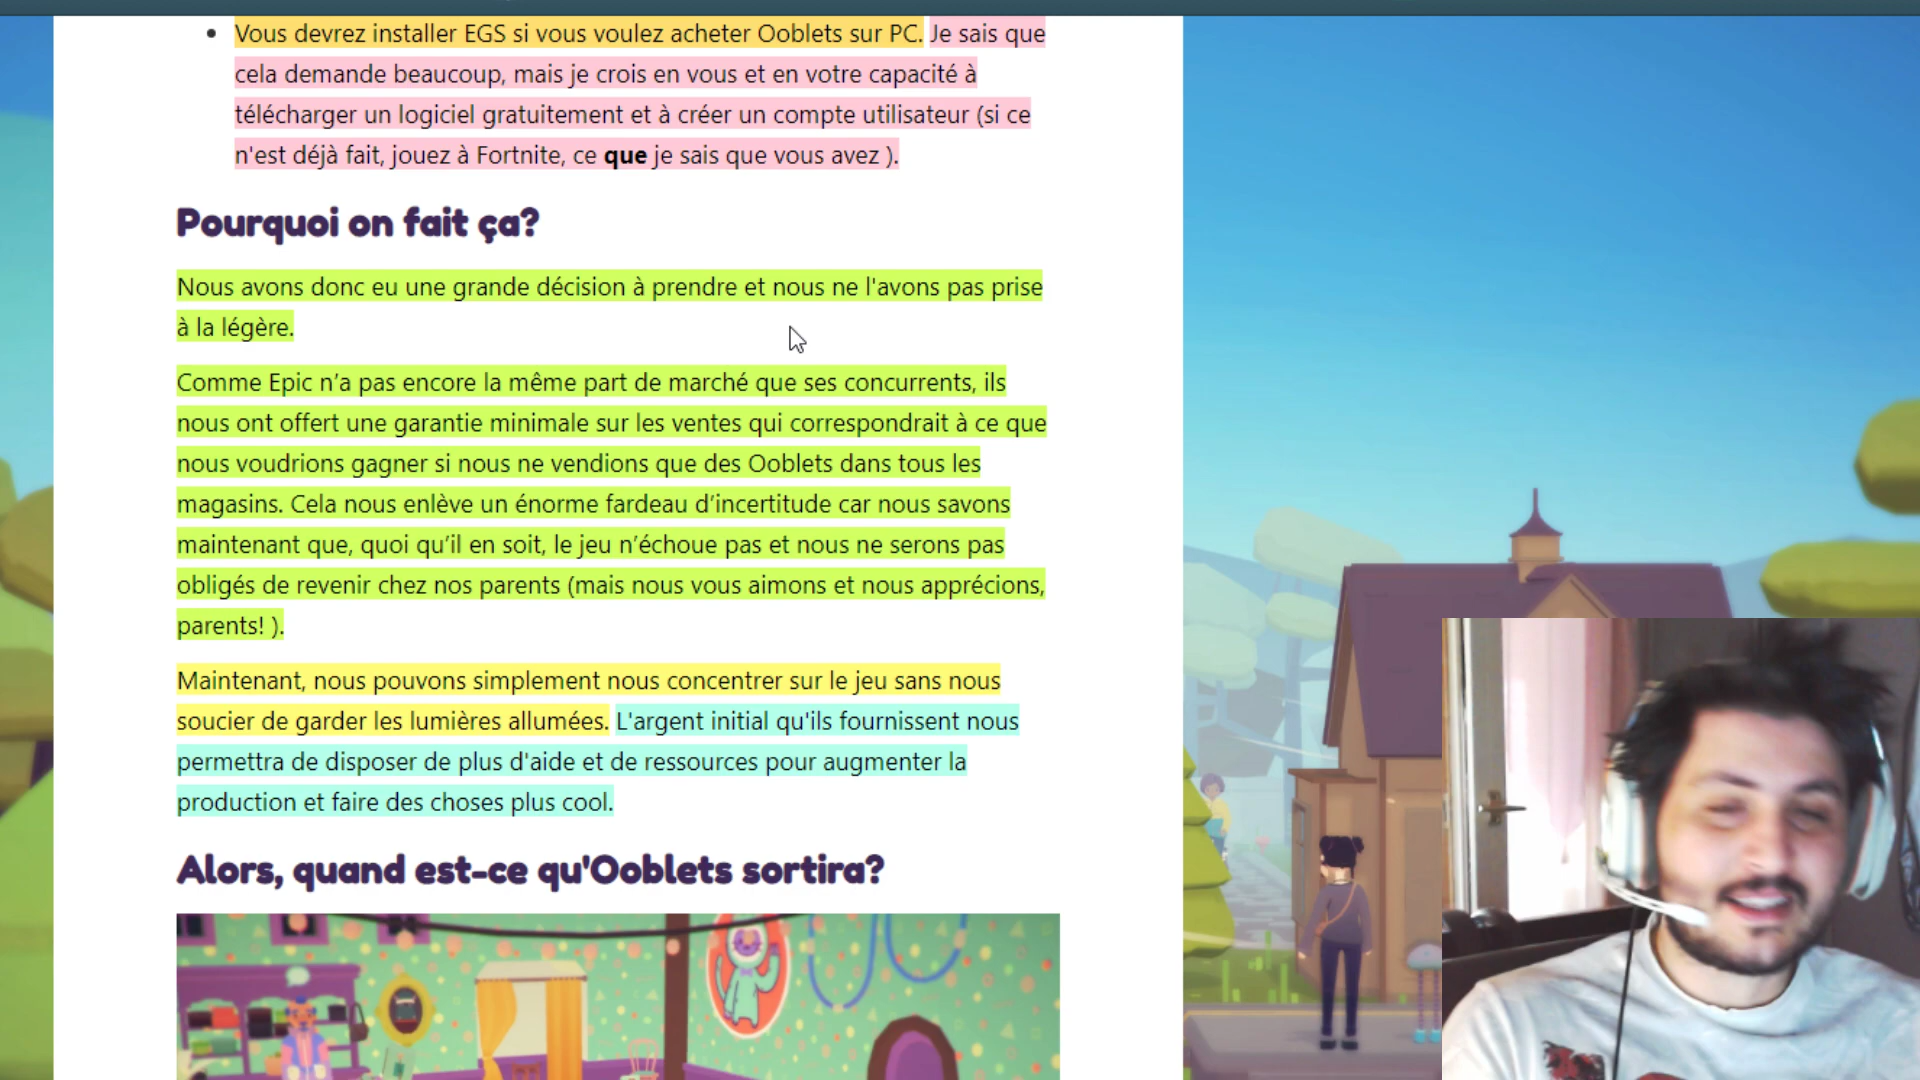 Vous devrez installer EGS si vous voulez acheter Ooblets sur PC. Je sais que
cela demande beaucoup, mais je crois en vous et en votre capacité à
télécharger un logiciel gratuitement et à créer un compte utilisateur (si ce
n'est déjà fait, jouez à Fortnite, ce que je sais que vous avez ).
Pourquoi on fait ça?
Nous avons donc eu une grande décision à prendre et nous ne l'avons pas prise
à la légère.
Comme Epic n’a pas encore la même part de marché que ses concurrents, ils
nous ont offert une garantie minimale sur les ventes qui correspondrait à ce que
nous voudrions gagner si nous ne vendions que des Ooblets dans tous les
magasins. Cela nous enlève un énorme fardeau d’incertitude car nous savons
maintenant que, quoi qu’il en soit, le jeu n’échoue pas et nous ne serons pas
obligés de revenir chez nos parents (mais nous vous aimons et nous apprécions,
parents! ).
Maintenant, nous pouvons simplement nous concentrer sur le jeu sans nous
soucier de garder les lumières allumées. L'argent initial qu'ils fournissent nous
permettra de disposer de plus d'aide et de ressources pour augmenter la
production et faire des choses plus cool.
Alors, quand est-ce qu'Ooblets sortira?